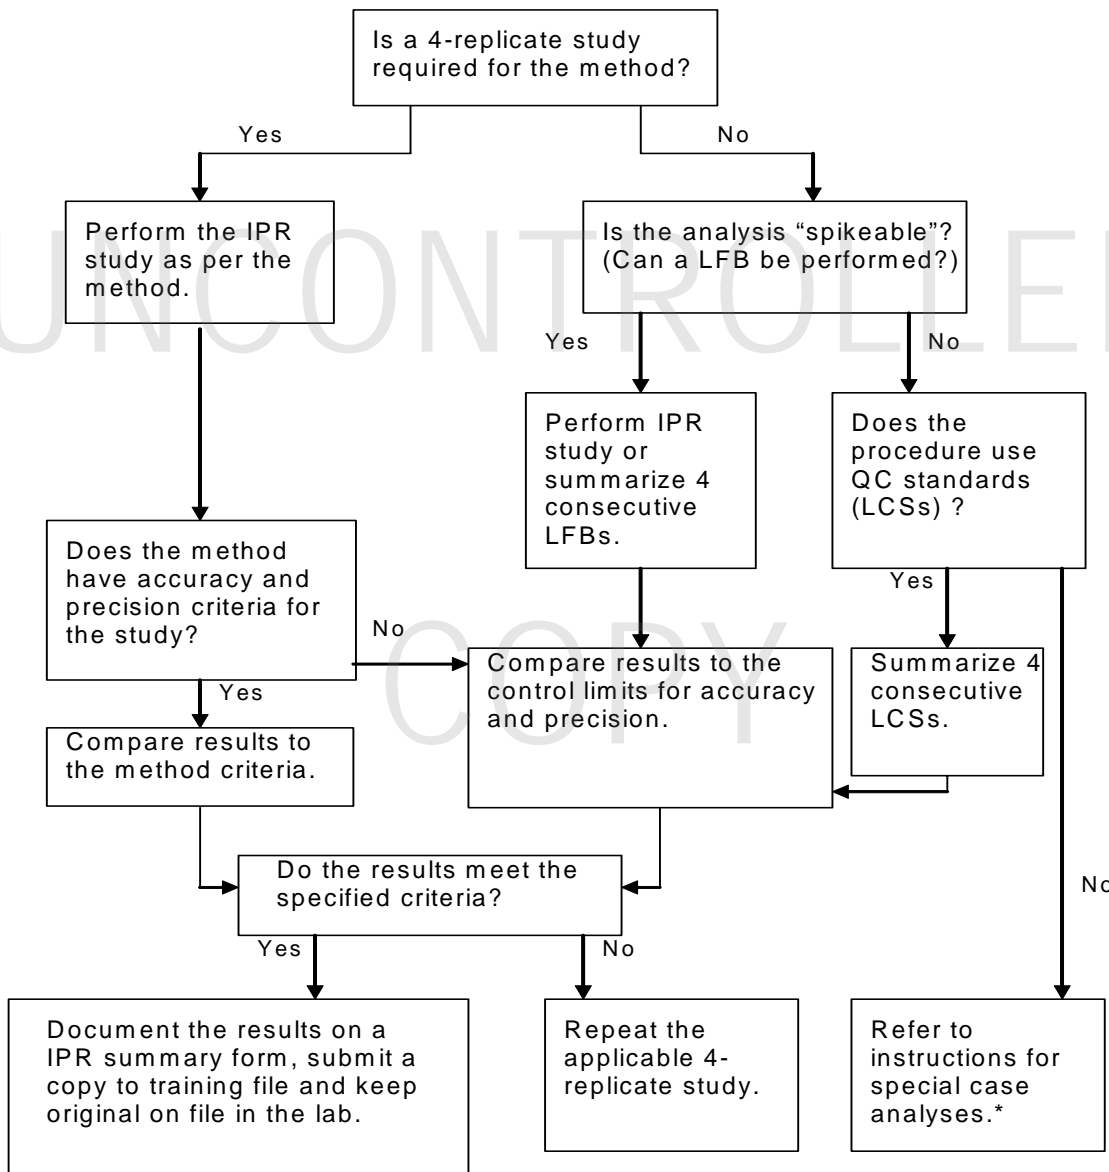 Is a 4-replicate study
required for the method?
Yes
No
Perform the IPR
study as per the
method.
Is the analysis “spikeable”?
(Can a LFB be performed?)
UNCONTROLLED
Yes
No
Perform IPR
study or
summarize 4
consecutive
LFBs.
Does the
procedure use
QC standards
(LCSs) ?
Does the method
have accuracy and
precision criteria for
the study?
No
Yes
Yes
COPY
Compare results to the
control limits for accuracy
and precision.
Summarize 4
consecutive
LCSs.
Compare results to
the method criteria.
Do the results meet the
specified criteria?
No
Yes
No
Document the results on a
IPR summary form, submit a
copy to training file and keep
original on file in the lab.
Repeat the
applicable 4-
replicate study.
Refer to
instructions for
special case
analyses.*